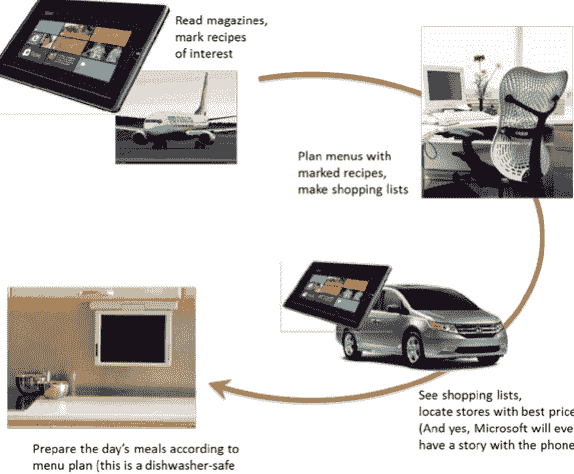 Read magazines,
mark recipes
of interest
Plan menus with
marked recipes,
make shopping lists
See shopping lists,
locate stores with best price
(And yes, Microsoft will eve
have a story with the phone
Prepare the day's meals according to
menu plan (this is a dishwasher-safe